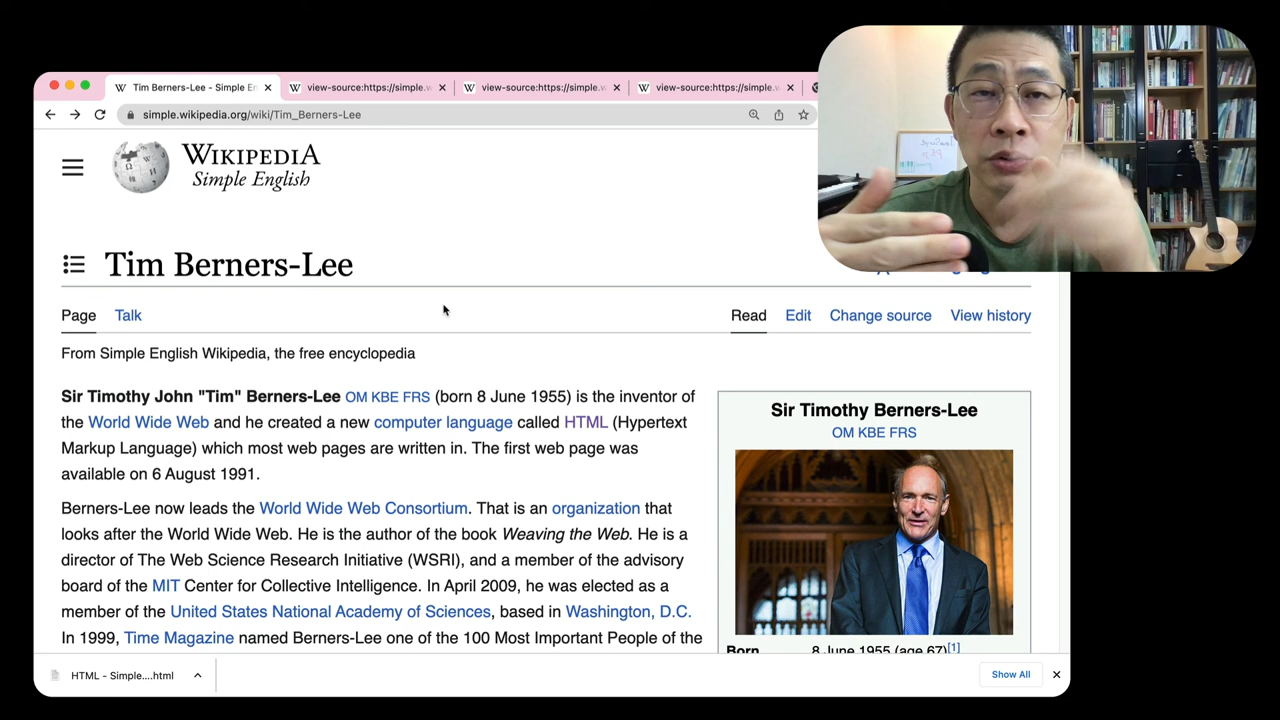 Tim Berners-Lee - Simple En
view-source:https://simple.w
view-source:https://simple.w
view-source:https://simple.w
simple.wikipedia.org/wiki/Tim_Berners-Lee
WIKIPEDIA
Simple English
Tim Berners-Lee
Page Talk
Read Edit Change source View history
From Simple English Wikipedia, the free encyclopedia
Sir Timothy John "Tim" Berners-Lee OM KBE FRS (born 8 June 1955) is the inventor of
the World Wide Web and he created a new computer language called HTML (Hypertext
Markup Language) which most web pages are written in. The first web page was
available on 6 August 1991.
Berners-Lee now leads the World Wide Web Consortium. That is an organization that
looks after the World Wide Web. He is the author of the book Weaving the Web. He is a
director of The Web Science Research Initiative (WSRI), and a member of the advisory
board of the MIT Center for Collective Intelligence. In April 2009, he was elected as a
member of the United States National Academy of Sciences, based in Washington, D.C.
In 1999, Time Magazine named Berners-Lee one of the 100 Most Important People of the
Sir Timothy Berners-Lee
OM KBE FRS
Born 8 June 1955 (age 67)[1]
HTML - Simple....html
Show All